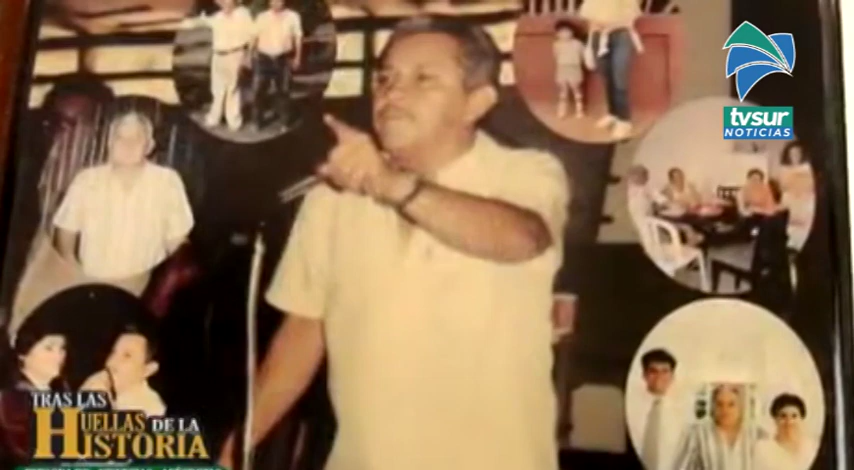 tvsur
NOTICIAS
TRAS LAS
HUELLAS DE LA
HISTORIA